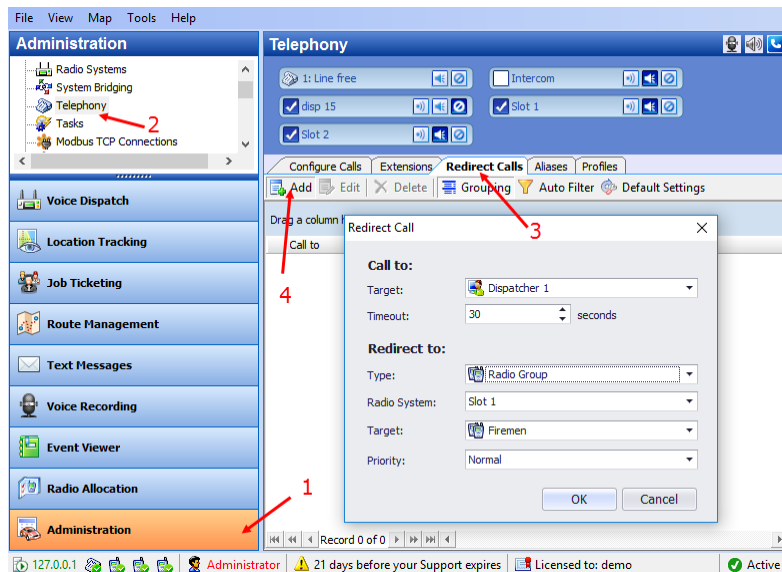 File View Map Tools Help
Administration
Radio Systems
System Bridging
Telephony
Tasks
Modbus TCP Connections
2
Voice Dispatch
Location Tracking
Job Ticketing
Route Management
Text Messages
Voice Recording
Event Viewer
Radio Allocation
Administration
1
Telephony
1: Line free
Intercom
disp 15
Slot 1
Slot 2
Configure Calls Extensions Redirect Calls Aliases Profiles
Add Edit Delete Grouping Auto Filter Default Settings
3
4
Drag a column
Call to
Redirect Call
Call to:
Target: Dispatcher 1
Timeout: 30 seconds
Redirect to:
Type: Radio Group
Radio System: Slot 1
Target: Firemen
Priority: Normal
OK Cancel
Record 0 of 0
127.0.0.1 Administrator 21 days before your Support expires Licensed to: demo Active